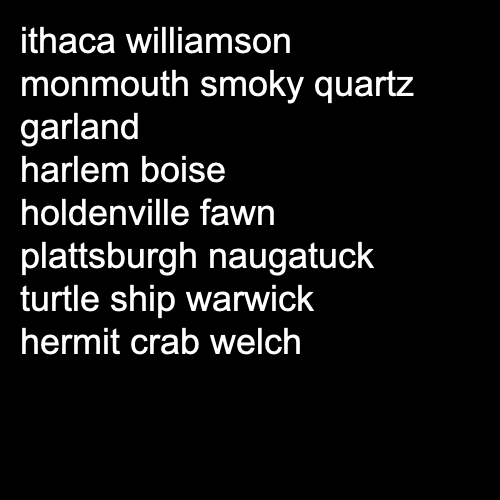 ithaca williamson
monmouth smoky quartz
garland
harlem boise
holdenville fawn
plattsburgh naugatuck
turtle ship warwick
hermit crab welch